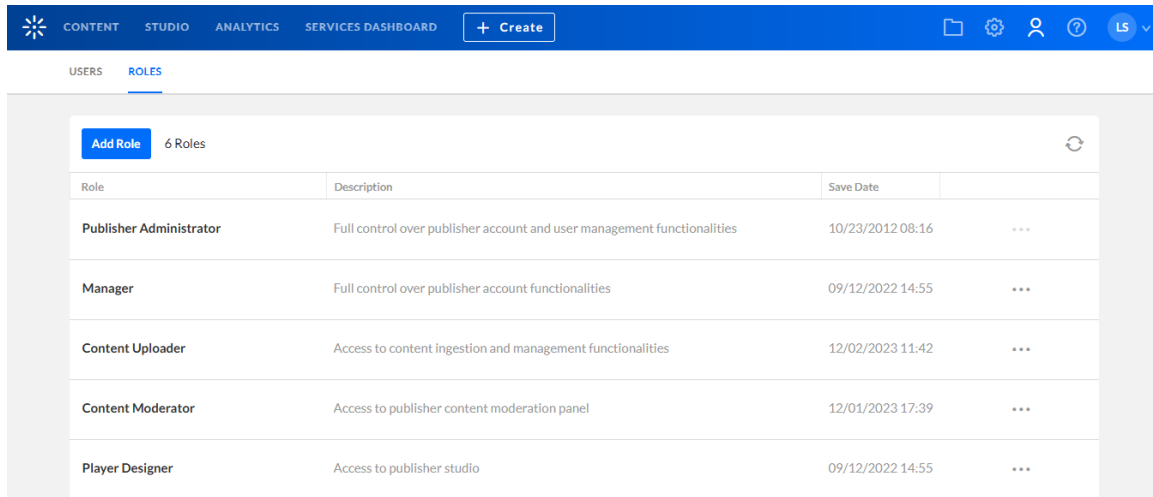 CONTENT STUDIO ANALYTICS SERVICES DASHBOARD + Create ? LS
USERS ROLES
Add Role 6 Roles
Role Description Save Date
Publisher Administrator Full control over publisher account and user management functionalities 10/23/2012 08:16 ...
Manager Full control over publisher account functionalities 09/12/2022 14:55 ...
Content Uploader Access to content ingestion and management functionalities 12/02/2023 11:42 ...
Content Moderator Access to publisher content moderation panel 12/01/2023 17:39 ...
Player Designer Access to publisher studio 09/12/2022 14:55 ...